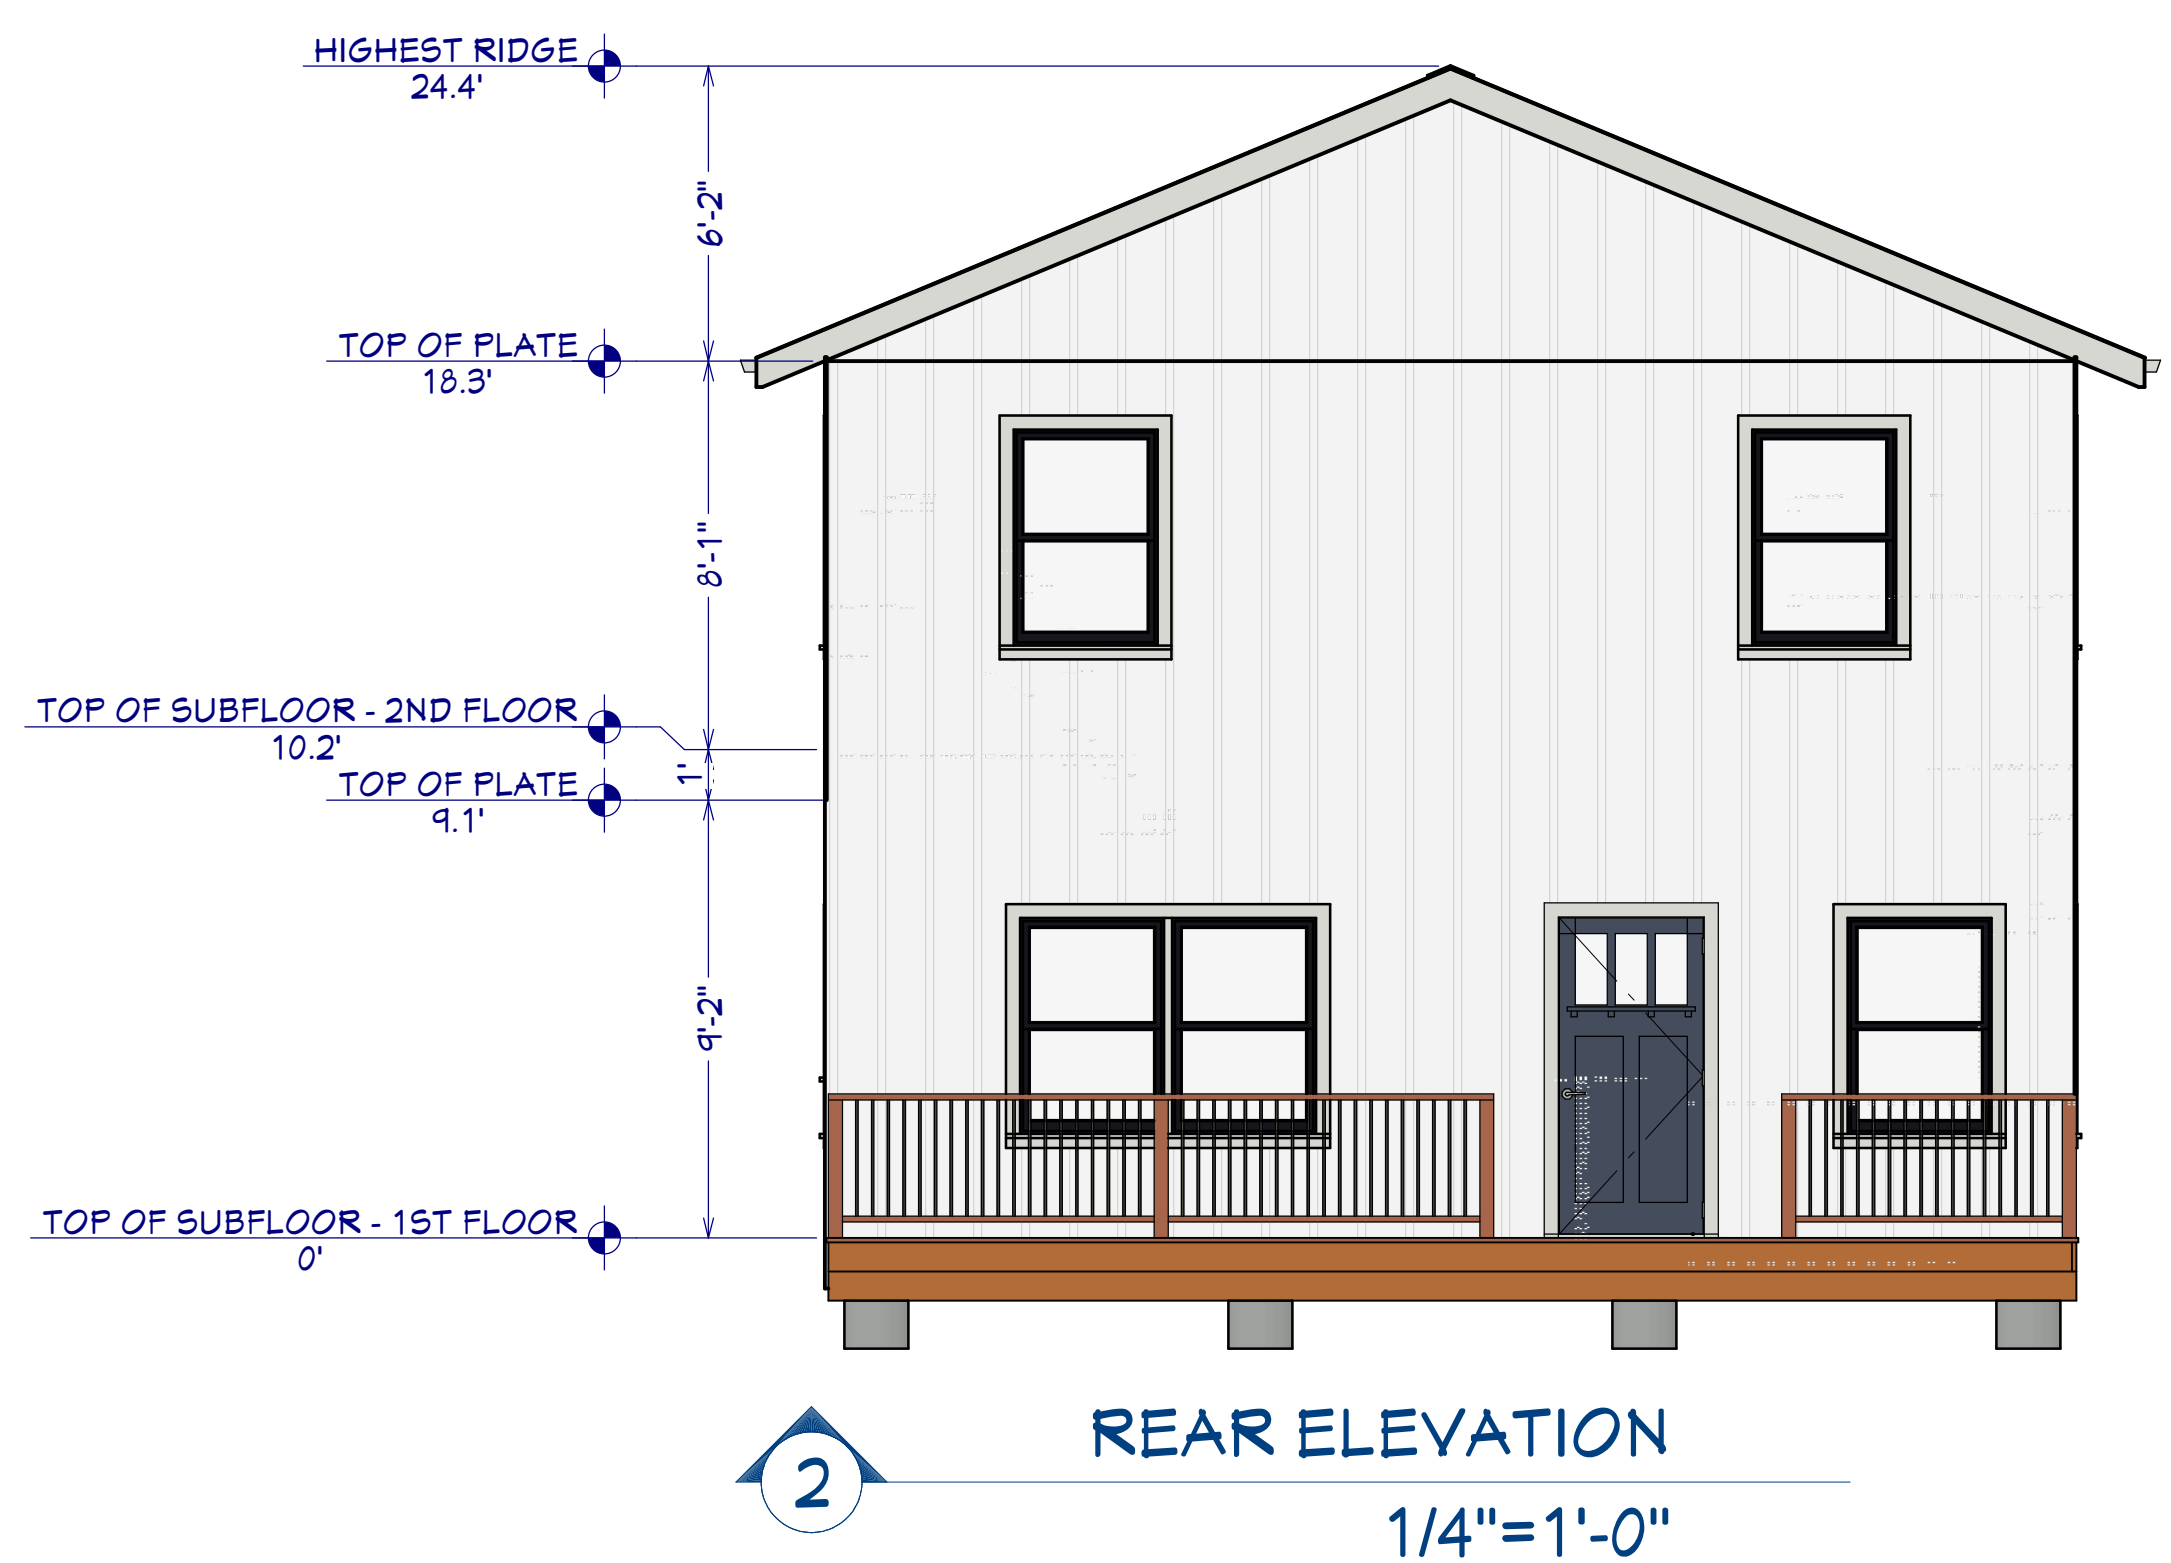 HIGHEST RIDGE
24.4'
6'-2"
TOP OF PLATE
18.3'
8'-1"
TOP OF SUBFLOOR - 2ND FLOOR
10.2'
1'
TOP OF PLATE
9.1'
9'-2"
TOP OF SUBFLOOR - 1ST FLOOR
0'
2
REAR ELEVATION
1/4"=1'-0"